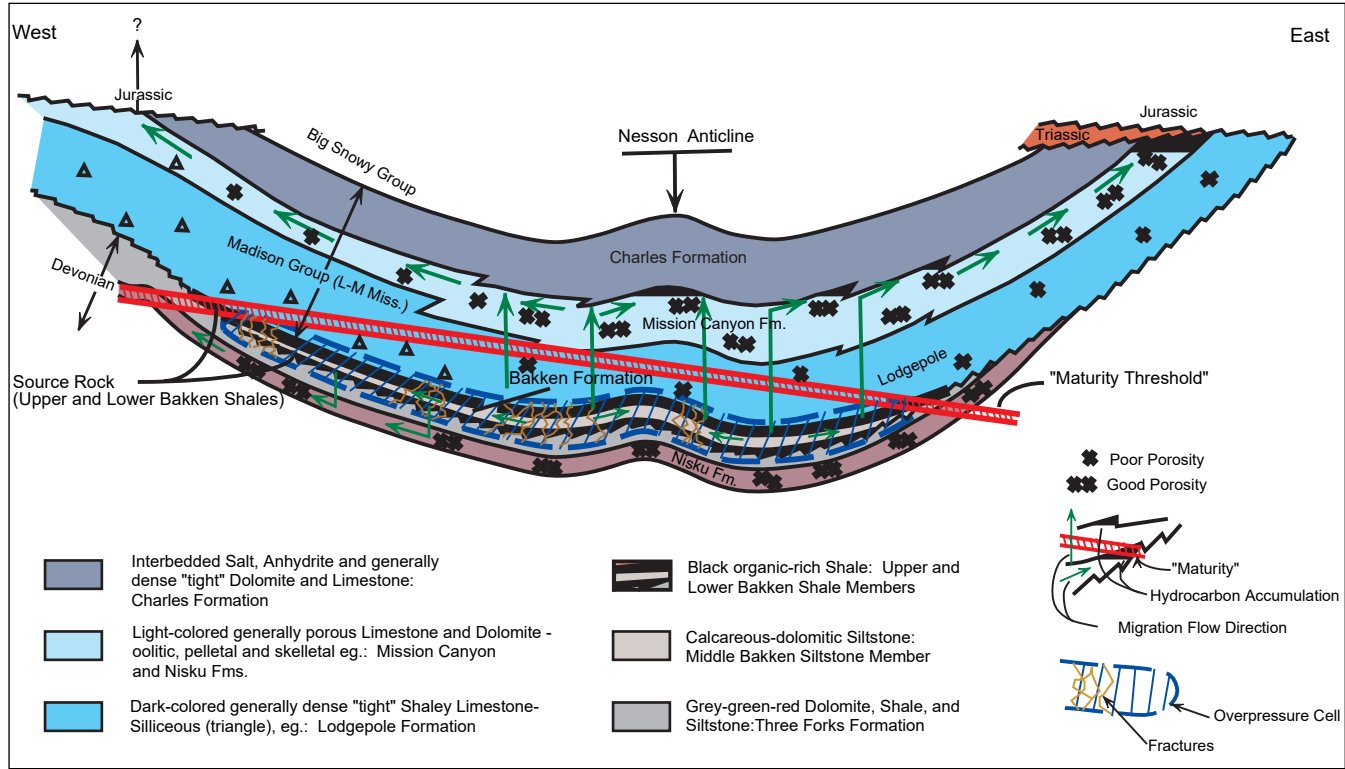 West
?
East
Jurassic
Jurassic
Triassic
Nesson Anticline
Big Snowy Group
Charles Formation
Madison Group (L-M Miss.)
Devonian
Mission Canyon Fm.
Lodgepole
Source Rock
(Upper and Lower Bakken Shales)
Bakken Formation
"Maturity Threshold"
Nisku Fm.
Poor Porosity
Good Porosity
"Maturity"
Hydrocarbon Accumulation
Migration Flow Direction
Overpressure Cell
Fractures
Interbedded Salt, Anhydrite and generally
dense "tight" Dolomite and Limestone:
Charles Formation
Light-colored generally porous Limestone and Dolomite -
oolitic, pelletal and skelletal eg.: Mission Canyon
and Nisku Fms.
Dark-colored generally dense "tight" Shaley Limestone-
Silliceous (triangle), eg.: Lodgepole Formation
Black organic-rich Shale: Upper and
Lower Bakken Shale Members
Calcareous-dolomitic Siltstone:
Middle Bakken Siltstone Member
Grey-green-red Dolomite, Shale, and
Siltstone:Three Forks Formation